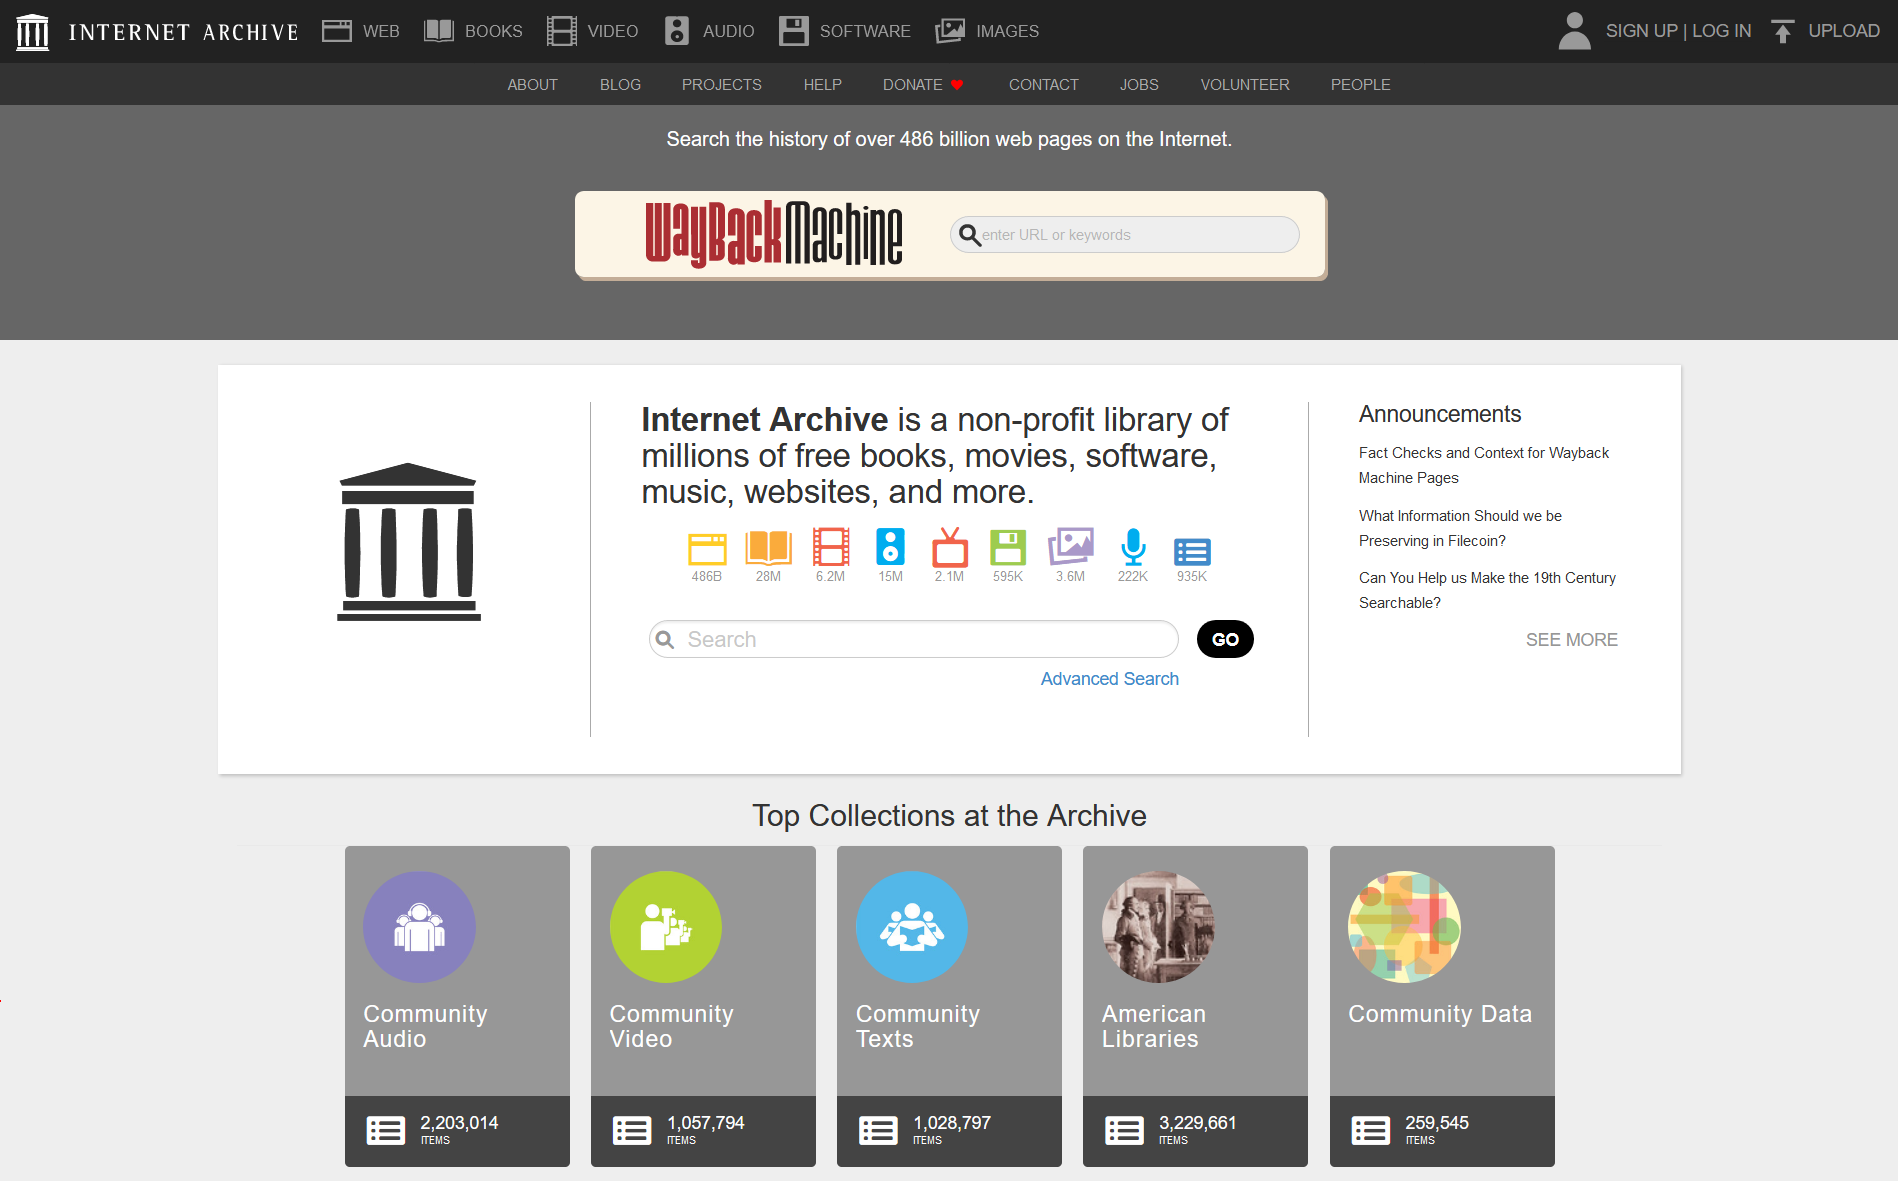 INTERNET ARCHIVE WEB BOOKS VIDEO AUDIO SOFTWARE IMAGES SIGN UP | LOG IN UPLOAD
ABOUT BLOG PROJECTS HELP DONATE CONTACT JOBS VOLUNTEER PEOPLE
Search the history of over 486 billion web pages on the Internet.
WayBackMachine
enter URL or keywords
Internet Archive is a non-profit library of
millions of free books, movies, software,
music, websites, and more.
486B 28M 6.2M 15M 2.1M 595K 3.6M 222K 935K
Search
GO
Advanced Search
Announcements
Fact Checks and Context for Wayback
Machine Pages
What Information Should we be
Preserving in Filecoin?
Can You Help us Make the 19th Century
Searchable?
SEE MORE
Top Collections at the Archive
Community
Audio
2,203,014
ITEMS
Community
Video
1,057,794
ITEMS
Community
Texts
1,028,797
ITEMS
American
Libraries
3,229,661
ITEMS
Community Data
259,545
ITEMS